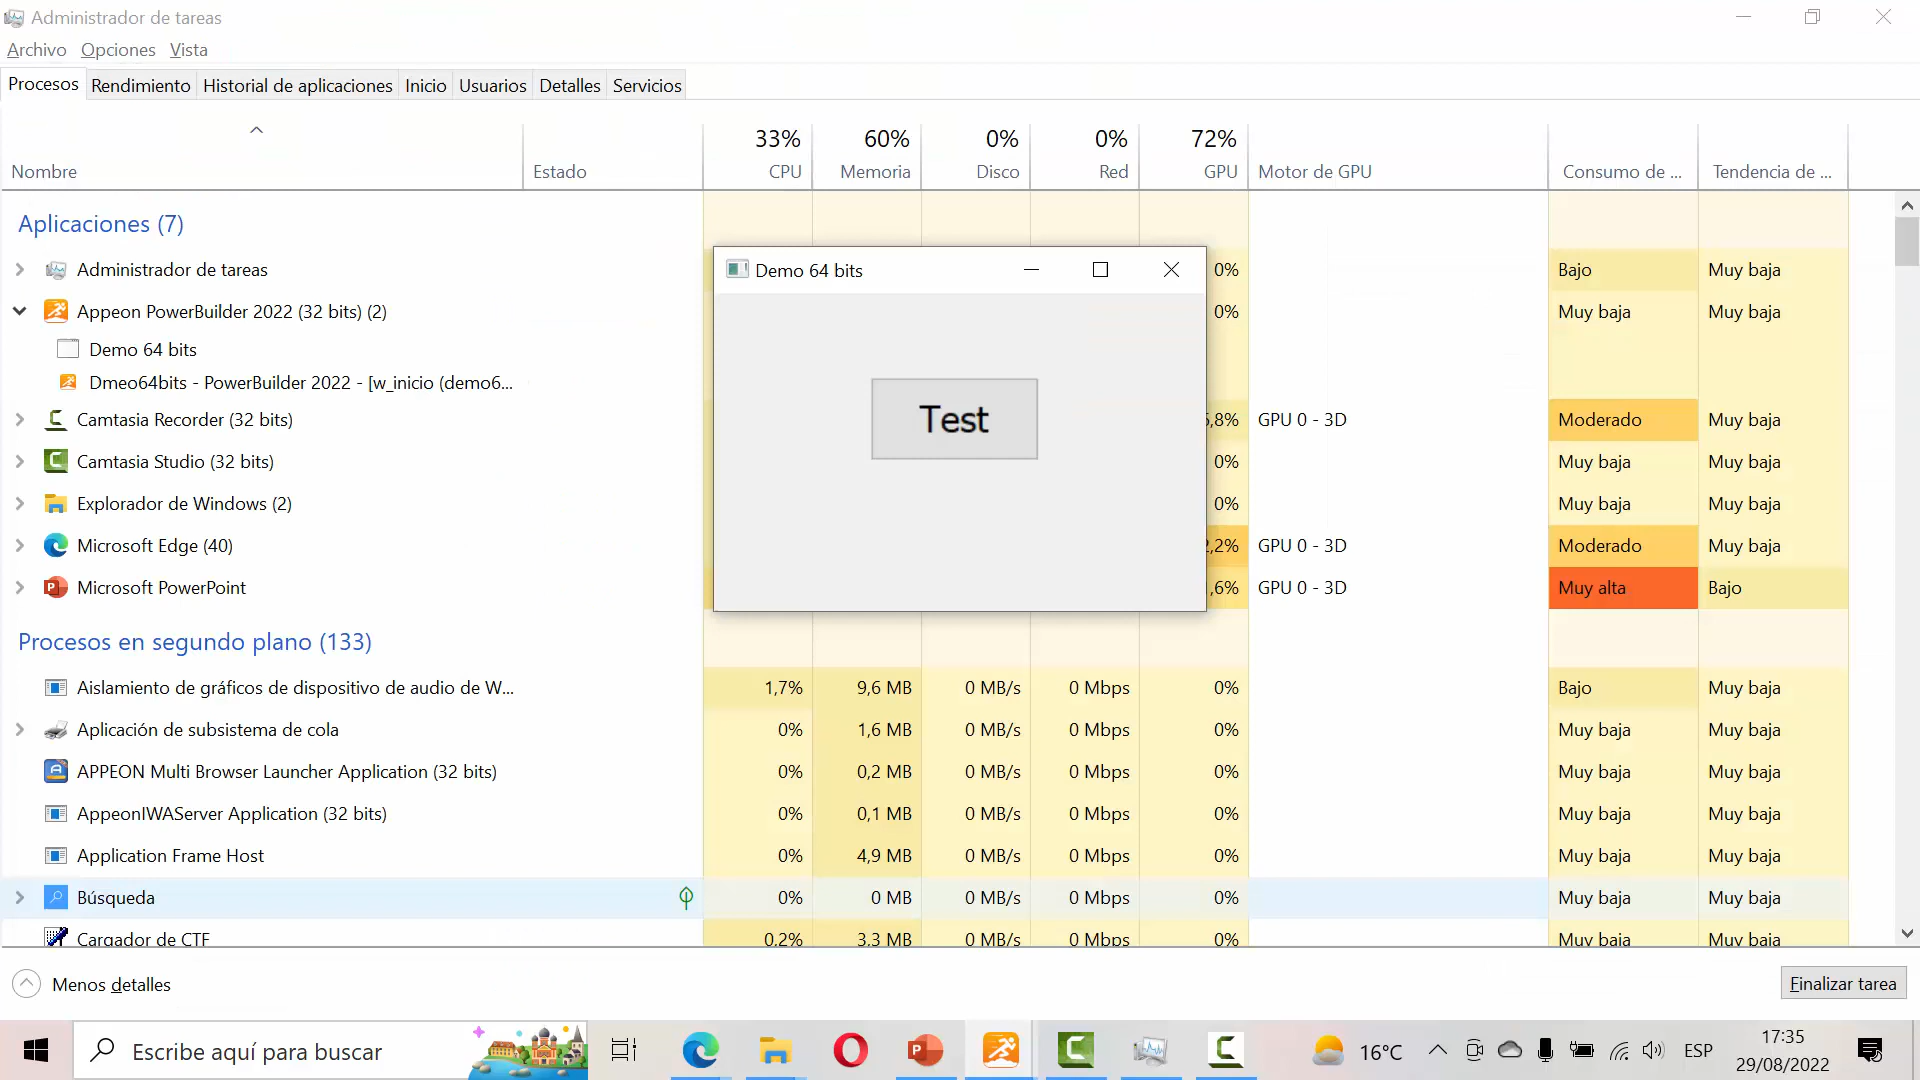 Administrador de tareas
Archivo Opciones Vista
Procesos Rendimiento Historial de aplicaciones Inicio Usuarios Detalles Servicios
33% 60% 0% 0% 72%
Nombre Estado CPU Memoria Disco Red GPU Motor de GPU Consumo de ... Tendencia de ...
Aplicaciones (7)
Administrador de tareas 0% Bajo Muy baja
Appeon PowerBuilder 2022 (32 bits) (2) 0% Muy baja Muy baja
Demo 64 bits
Dmeo64bits - PowerBuilder 2022 - [w_inicio (demo6...
Camtasia Recorder (32 bits) ,8% GPU 0 - 3D Moderado Muy baja
Camtasia Studio (32 bits) 0% Muy baja Muy baja
Explorador de Windows (2) 0% Muy baja Muy baja
Microsoft Edge (40) ,2% GPU 0 - 3D Moderado Muy baja
Microsoft PowerPoint ,6% GPU 0 - 3D Muy alta Bajo
Demo 64 bits
Test
Procesos en segundo plano (133)
Aislamiento de gráficos de dispositivo de audio de W... 1,7% 9,6 MB 0 MB/s 0 Mbps 0% Bajo Muy baja
Aplicación de subsistema de cola 0% 1,6 MB 0 MB/s 0 Mbps 0% Muy baja Muy baja
APPEON Multi Browser Launcher Application (32 bits) 0% 0,2 MB 0 MB/s 0 Mbps 0% Muy baja Muy baja
AppeonIWAServer Application (32 bits) 0% 0,1 MB 0 MB/s 0 Mbps 0% Muy baja Muy baja
Application Frame Host 0% 4,9 MB 0 MB/s 0 Mbps 0% Muy baja Muy baja
Búsqueda 0% 0 MB 0 MB/s 0 Mbps 0% Muy baja Muy baja
Cargador de CTF 0,2% 3,3 MB 0 MB/s 0 Mbps 0% Muy baja Muy baja
Menos detalles
Finalizar tarea
Escribe aquí para buscar
16°C
ESP
17:35
29/08/2022